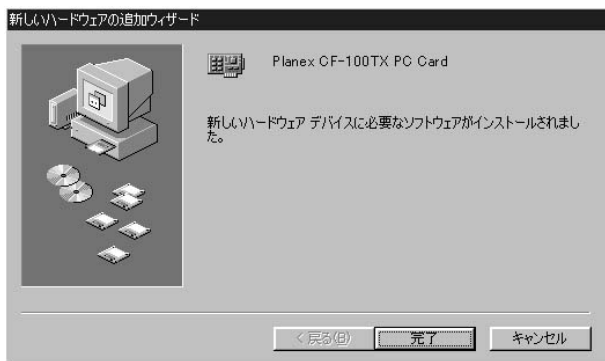 新しいハードウェアの追加ウィザード
Planex CF-100TX PC Card
新しいハードウェア デバイスに必要なソフトウェアがインストールされまし
た。
< 戻る(B)
完了
キャンセル